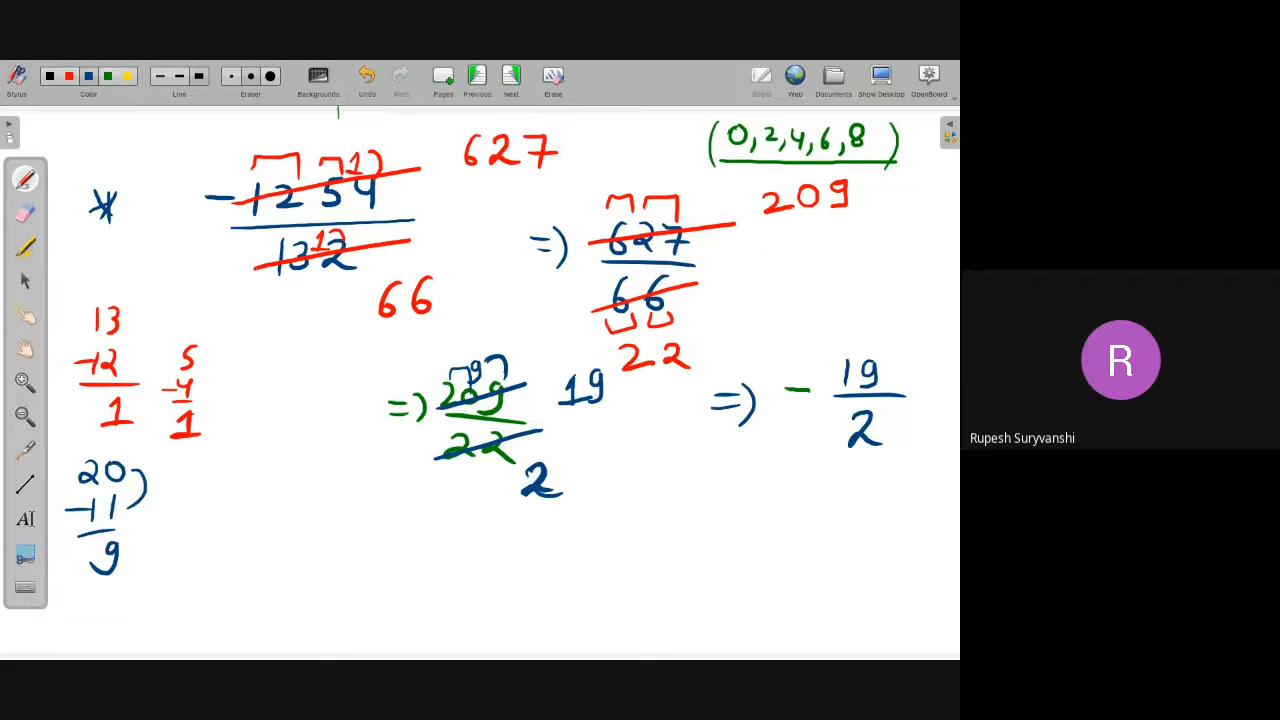 Stylus Color Line Eraser Backgrounds Undo Redo Pages Previous Next Erase Board Web Documents Show Desktop OpenBoard
627
(0, 2, 4, 6, 8)
209
* - 1254
132
66
=) 627
66
22
13
-12
1
5
-4
1
=) 209 19
22
2
=) - 19
2
20)
-11
9
R
Rupesh Suryvanshi